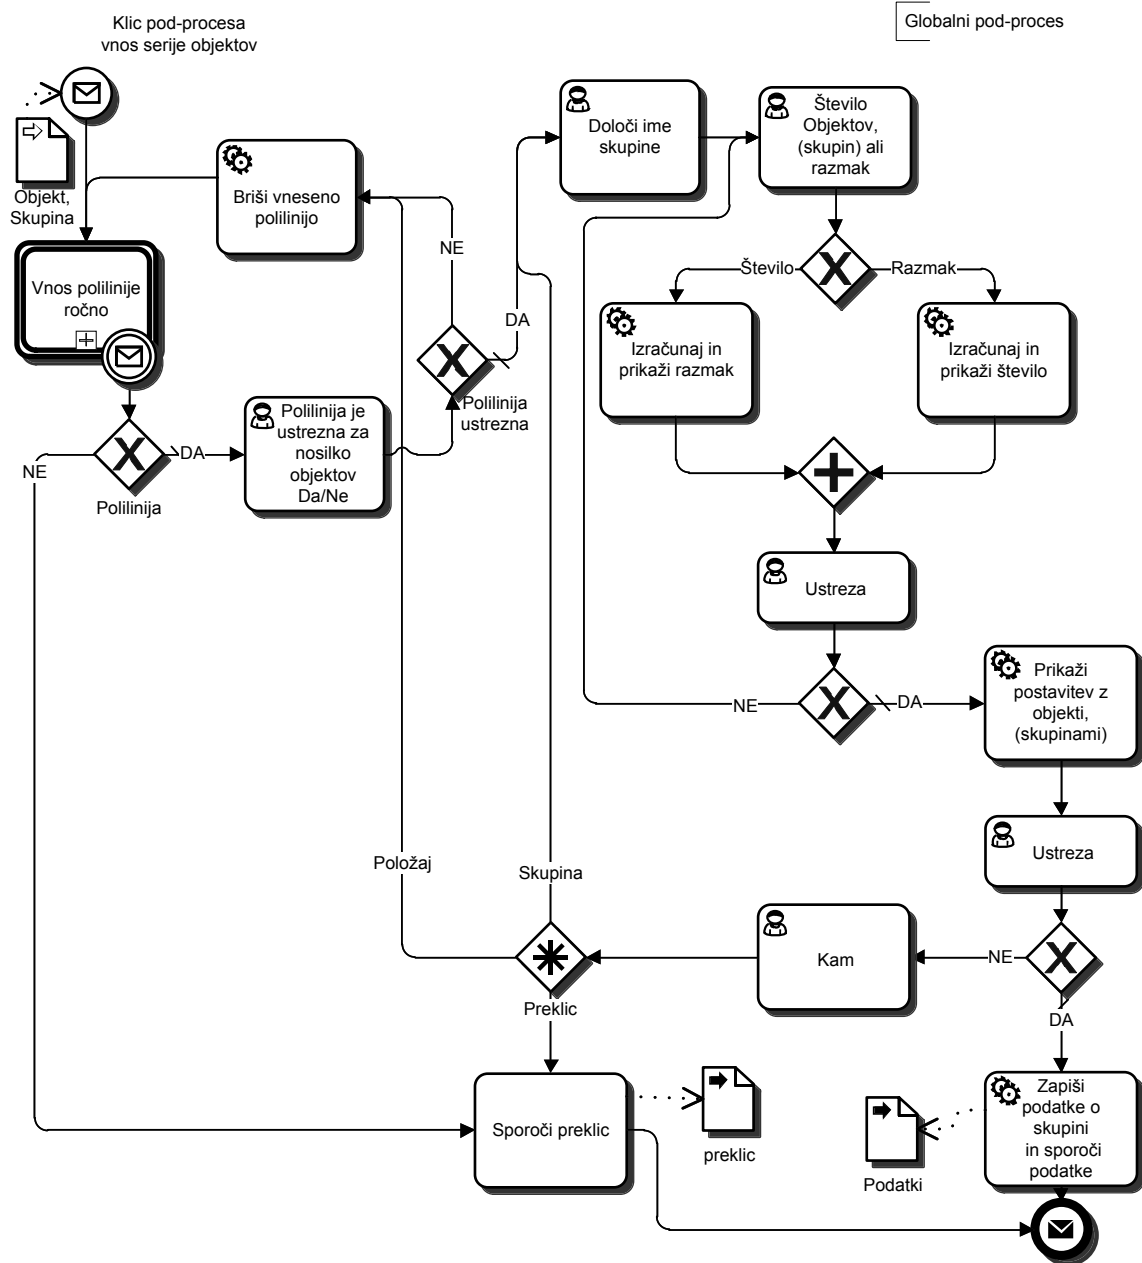 Klic pod-procesa
vnos serije objektov
Globalni pod-proces
Objekt,
Skupina
Briši vneseno
polilinijo
Določi ime
skupine
Število
Objektov,
(skupin) ali
razmak
Vnos polilinije
ročno
NE
DA
Število
Razmak
Izračunaj in
prikaži razmak
Izračunaj in
prikaži število
Polilinija
ustrezna
NE
DA
Polilinija
Polilinija je
ustrezna za
nosilko
objektov
Da/Ne
Ustreza
NE
DA
Prikaži
postavitev z
objekti,
(skupinami)
Ustreza
Položaj
Skupina
Kam
NE
DA
Preklic
Sporoči preklic
preklic
Podatki
Zapiši
podatke o
skupini
in sporoči
podatke